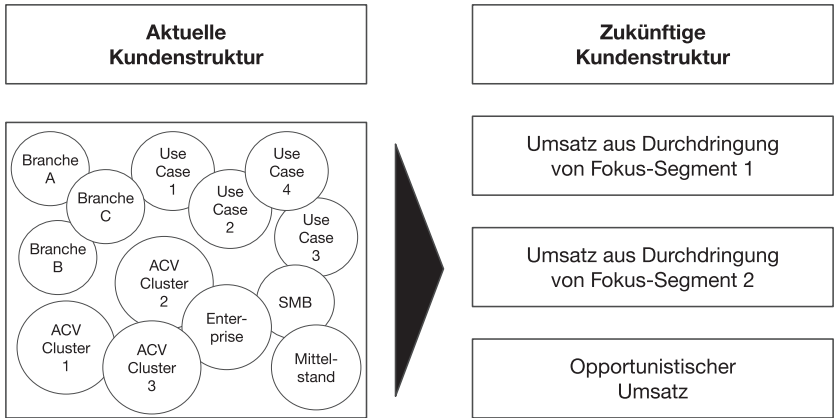 Aktuelle
Kundenstruktur
Zukünftige
Kundenstruktur
Branche
A
Branche
C
Branche
B
Use
Case
1
Use
Case
2
Use
Case
4
Use
Case
3
ACV
Cluster
2
ACV
Cluster
1
ACV
Cluster
3
Enter-
prise
SMB
Mittel-
stand
Umsatz aus Durchdringung
von Fokus-Segment 1
Umsatz aus Durchdringung
von Fokus-Segment 2
Opportunistischer
Umsatz